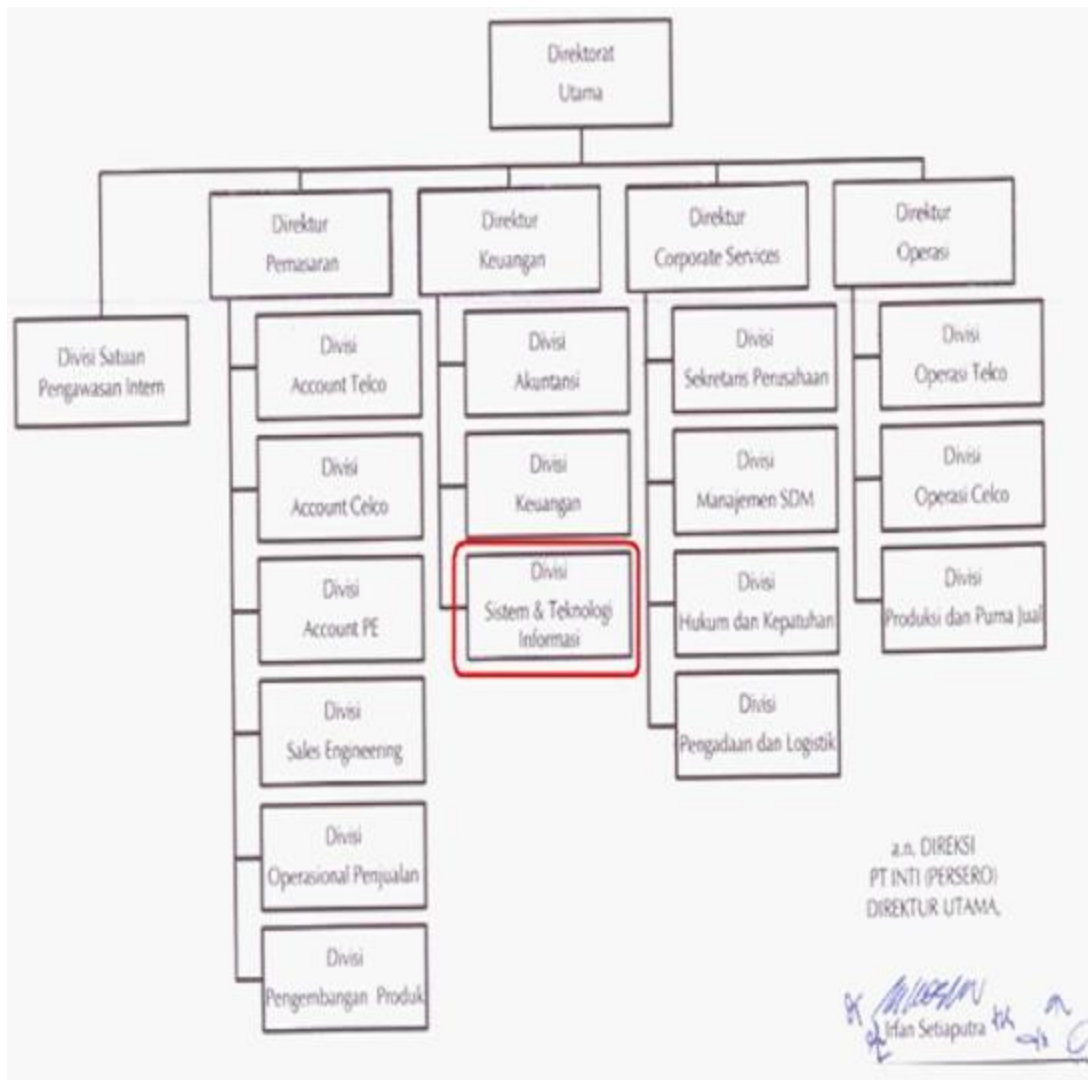 Direktorat
Utama
Direktur
Pemasaran
Direktur
Keuangan
Direktur
Corporate Services
Direktur
Operasi
Divisi Satuan
Pengawasan Intern
Divisi
Account Telco
Divisi
Account Celco
Divisi
Account PE
Divisi
Sales Engineering
Divisi
Operasional Penjualan
Divisi
Pengembangan Produk
Divisi
Akuntansi
Divisi
Keuangan
Divisi
Sistem & Teknologi
Informasi
Divisi
Sekretaris Perusahaan
Divisi
Manajemen SDM
Divisi
Hukum dan Kepatuhan
Divisi
Pengadaan dan Logistik
Divisi
Operasi Telco
Divisi
Operasi Celco
Divisi
Produksi dan Purna Jual
a.n. DIREKSI
PT INTI (PERSERO)
DIREKTUR UTAMA,
Irfan Setiaputra